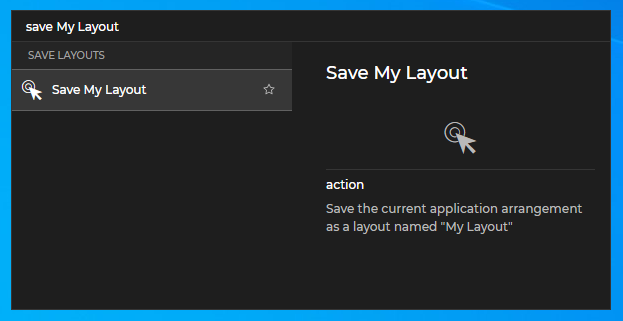 save My Layout
SAVE LAYOUTS
Save My Layout
Save My Layout
action
Save the current application arrangement
as a layout named "My Layout"